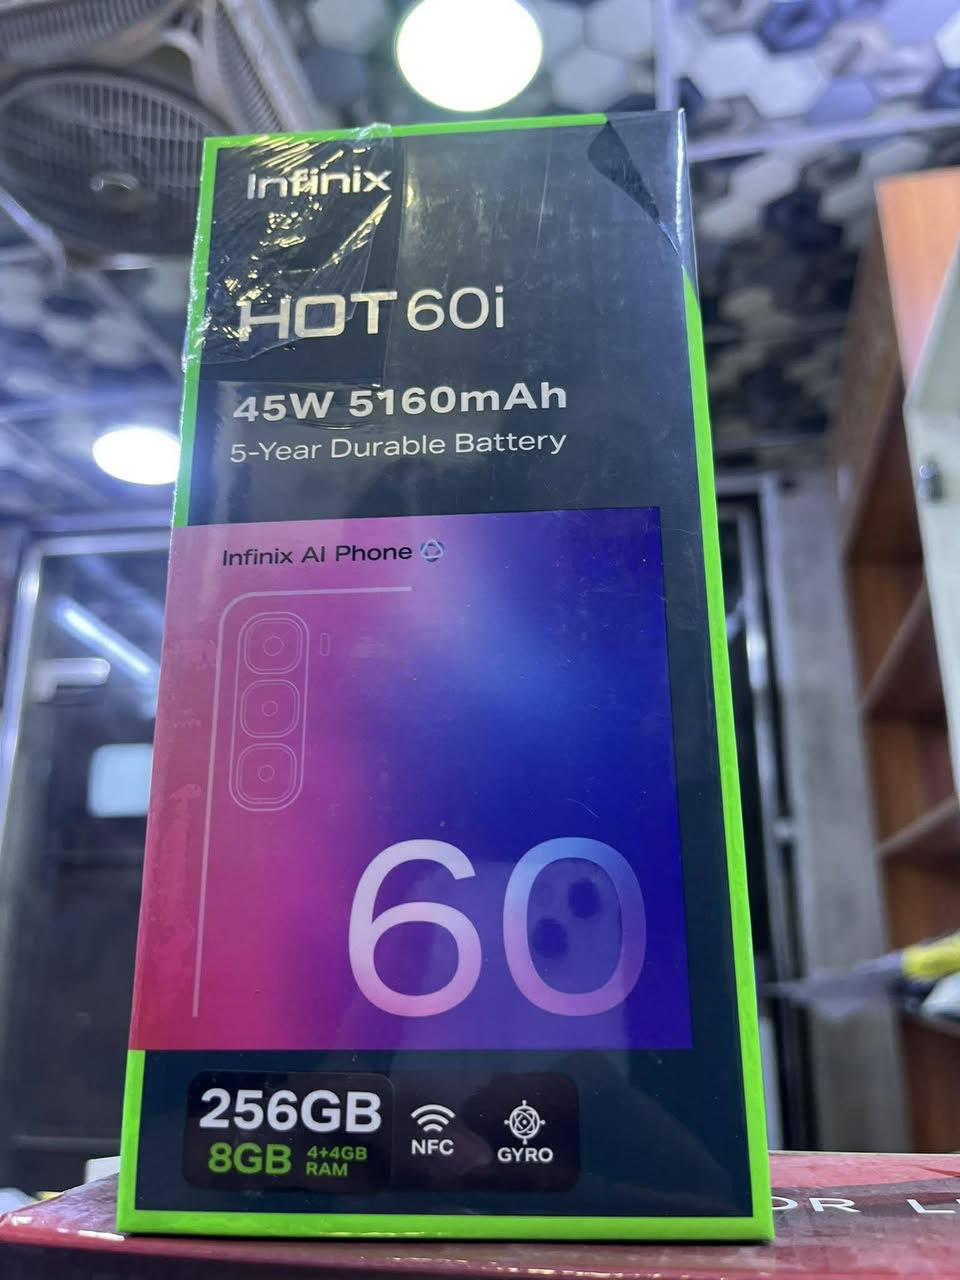 Infinix
HOT 60i
45W 5160mAh
5-Year Durable Battery
Infinix AI Phone
60
256GB
8GB 4+4GB RAM
NFC
GYRO
OR L